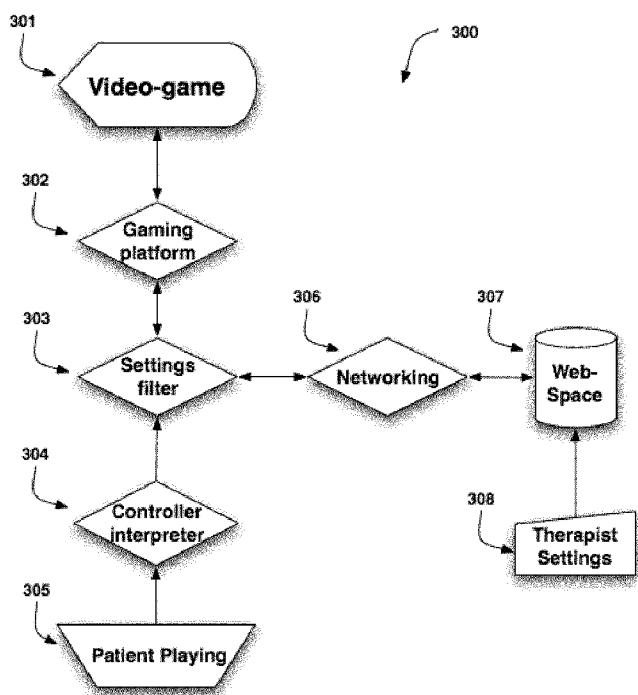 301
300
Video-game
302
Gaming
platform
303
306
307
Settings
filter
Networking
Web-
Space
304
Controller
interpreter
308
Therapist
Settings
305
Patient Playing